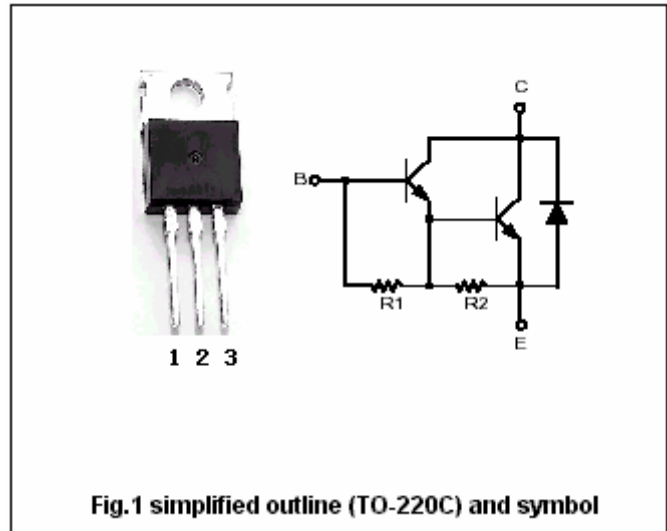 C
B
R1
R2
E
1 2 3
Fig.1 simplified outline (TO-220C) and symbol